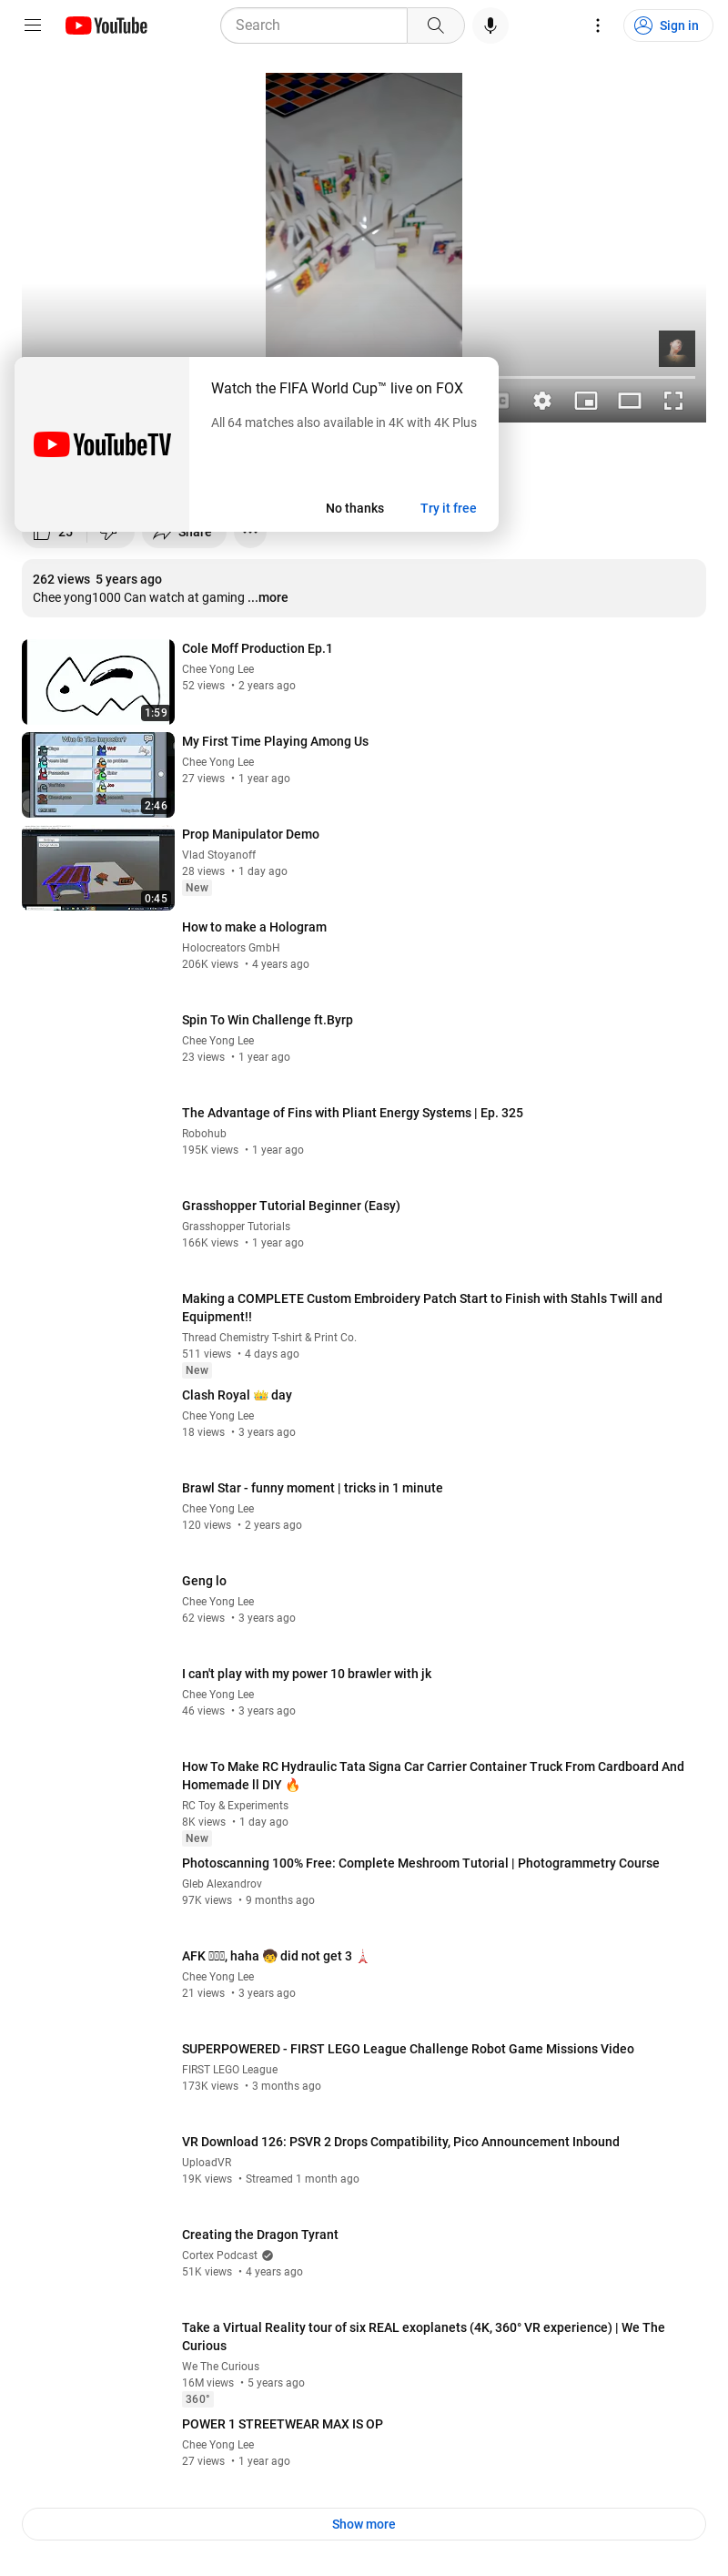 YouTube
Search
Sign in
Watch the FIFA World Cup™ live on FOX
All 64 matches also available in 4K with 4K Plus
YouTubeTV
No thanks
Try it free
25
Share
262 views 5 years ago
Chee yong1000 Can watch at gaming ...more
Cole Moff Production Ep.1
Chee Yong Lee
52 views • 2 years ago
1:59
My First Time Playing Among Us
Who Is The Impostor?
Chee Yong Lee
27 views • 1 year ago
2:46
Prop Manipulator Demo
Vlad Stoyanoff
28 views • 1 day ago
New
0:45
How to make a Hologram
Holocreators GmbH
206K views • 4 years ago
Spin To Win Challenge ft.Byrp
Chee Yong Lee
23 views • 1 year ago
The Advantage of Fins with Pliant Energy Systems | Ep. 325
Robohub
195K views • 1 year ago
Grasshopper Tutorial Beginner (Easy)
Grasshopper Tutorials
166K views • 1 year ago
Making a COMPLETE Custom Embroidery Patch Start to Finish with Stahls Twill and
Equipment!!
Thread Chemistry T-shirt & Print Co.
511 views • 4 days ago
New
Clash Royal 👑 day
Chee Yong Lee
18 views • 3 years ago
Brawl Star - funny moment | tricks in 1 minute
Chee Yong Lee
120 views • 2 years ago
Geng lo
Chee Yong Lee
62 views • 3 years ago
I can't play with my power 10 brawler with jk
Chee Yong Lee
46 views • 3 years ago
How To Make RC Hydraulic Tata Signa Car Carrier Container Truck From Cardboard And
Homemade ll DIY 🔥
RC Toy & Experiments
8K views • 1 day ago
New
Photoscanning 100% Free: Complete Meshroom Tutorial | Photogrammetry Course
Gleb Alexandrov
97K views • 9 months ago
AFK , haha 🧒 did not get 3 🗼
Chee Yong Lee
21 views • 3 years ago
SUPERPOWERED - FIRST LEGO League Challenge Robot Game Missions Video
FIRST LEGO League
173K views • 3 months ago
VR Download 126: PSVR 2 Drops Compatibility, Pico Announcement Inbound
UploadVR
19K views • Streamed 1 month ago
Creating the Dragon Tyrant
Cortex Podcast
51K views • 4 years ago
Take a Virtual Reality tour of six REAL exoplanets (4K, 360° VR experience) | We The
Curious
We The Curious
16M views • 5 years ago
360°
POWER 1 STREETWEAR MAX IS OP
Chee Yong Lee
27 views • 1 year ago
Show more